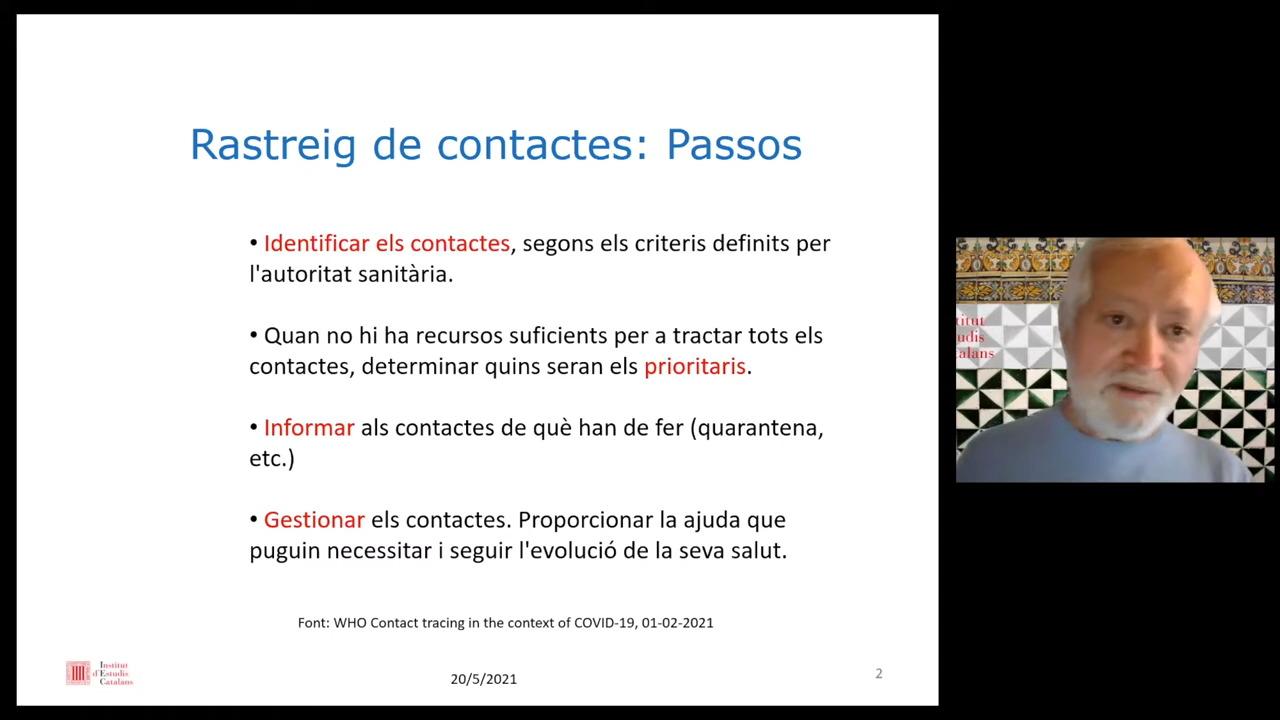 Rastreig de contactes: Passos
• Identificar els contactes, segons els criteris definits per
l'autoritat sanitària.
• Quan no hi ha recursos suficients per a tractar tots els
contactes, determinar quins seran els prioritaris.
• Informar als contactes de què han de fer (quarantena,
etc.)
• Gestionar els contactes. Proporcionar la ajuda que
puguin necessitar i seguir l'evolució de la seva salut.
Font: WHO Contact tracing in the context of COVID-19, 01-02-2021
Institut
d'Estudis
Catalans
20/5/2021
2
titut
udis
talans